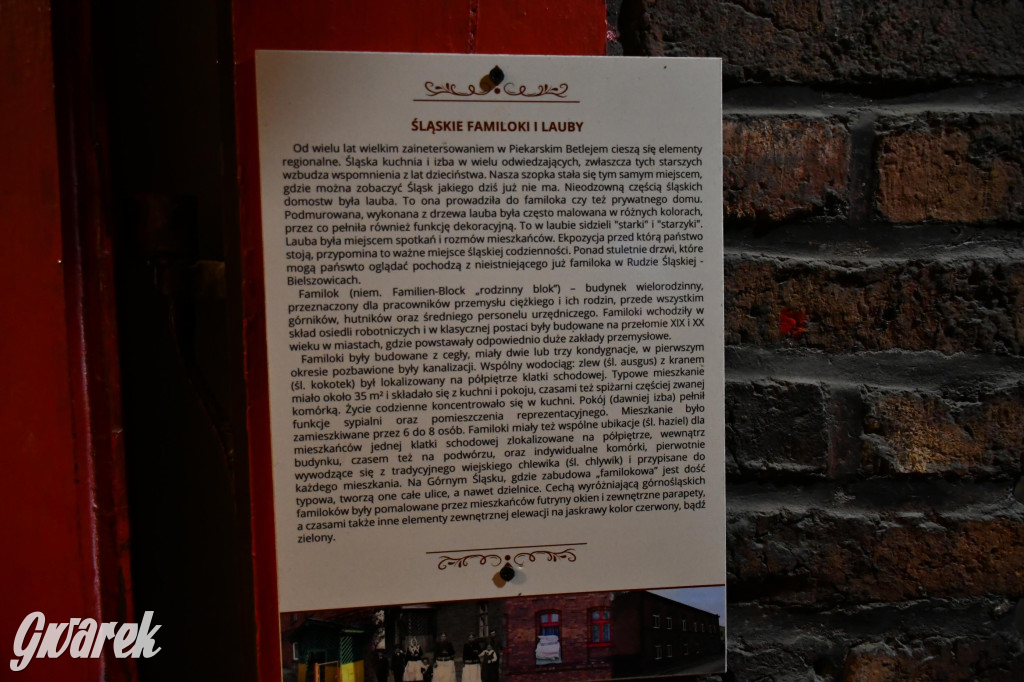 ŚLĄSKIE FAMILOKI I LAUBY
Od wielu lat wielkim zainetersowaniem w Piekarskim Betlejem cieszą się elementy
regionalne. Śląska kuchnia i izba w wielu odwiedzających, zwłaszcza tych starszych
wzbudza wspomnienia z lat dzieciństwa. Nasza szopka stała się tym samym miejscem,
gdzie można zobaczyć Śląsk jakiego dziś już nie ma. Nieodzowną częścią śląskich
domostw była lauba. To ona prowadziła do familoka czy też prywatnego domu.
Podmurowana, wykonana z drzewa lauba była często malowana w różnych kolorach,
przez co pełniła również funkcję dekoracyjną. To w laubie sidzieli "starki" i "starzyki".
Lauba była miejscem spotkań i rozmów mieszkańców. Ekpozycja przed którą państwo
stoją, przypomina to ważne miejsce śląskiej codzienności. Ponad stuletnie drzwi, które
mogą pańswto oglądać pochodzą z nieistniejącego już familoka w Rudzie Śląskiej -
Bielszowicach.
Familok (niem. Familien-Block „rodzinny blok") – budynek wielorodzinny,
przeznaczony dla pracowników przemysłu ciężkiego i ich rodzin, przede wszystkim
górników, hutników oraz średniego personelu urzędniczego. Familoki wchodziły w
skład osiedli robotniczych i w klasycznej postaci były budowane na przełomie XIX i XX
wieku w miastach, gdzie powstawały odpowiednio duże zakłady przemysłowe.
Familoki były budowane z cegły, miały dwie lub trzy kondygnacje, w pierwszym
okresie pozbawione były kanalizacji. Wspólny wodociąg: zlew (śl. ausgus) z kranem
(śl. kokotek) był lokalizowany na półpiętrze klatki schodowej. Typowe mieszkanie
miało około 35 m² i składało się z kuchni i pokoju, czasami też spiżarni częściej zwanej
komórką. Życie codzienne koncentrowało się w kuchni. Pokój (dawniej izba) pełnił
funkcje sypialni oraz pomieszczenia reprezentacyjnego. Mieszkanie było
zamieszkiwane przez 6 do 8 osób. Familoki miały też wspólne ubikacje (śl. haziel) dla
mieszkańców jednej klatki schodowej zlokalizowane na półpiętrze, wewnątrz
budynku, czasem też na podwórzu, oraz indywidualne komórki, pierwotnie
wywodzące się z tradycyjnego wiejskiego chlewika (śl. chlywik) i przypisane do
każdego mieszkania. Na Górnym Śląsku, gdzie zabudowa „familokowa" jest dość
typowa, tworzą one całe ulice, a nawet dzielnice. Cechą wyróżniającą górnośląskich
familoków były pomalowane przez mieszkańców futryny okien i zewnętrzne parapety,
a czasami także inne elementy zewnętrznej elewacji na jaskrawy kolor czerwony, bądź
zielony.
Gwarek